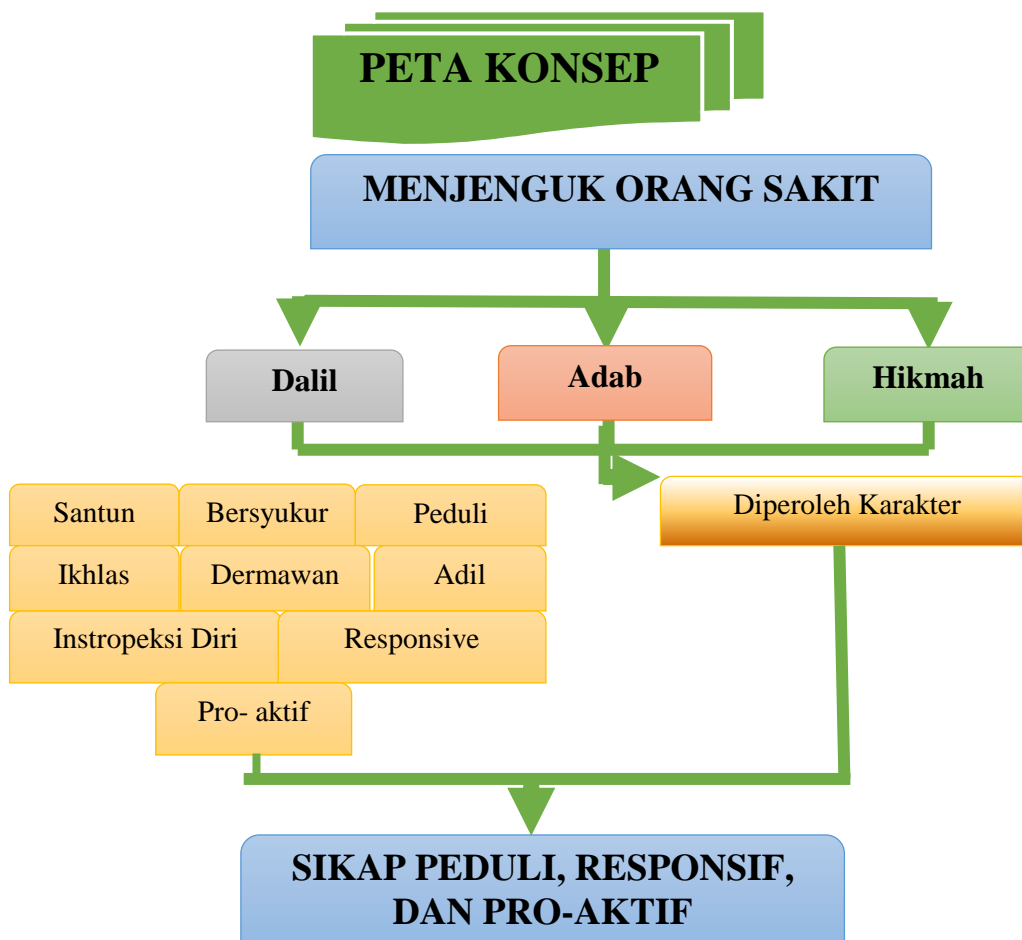 PETA KONSEP
MENJENGUK ORANG SAKIT
Dalil
Adab
Hikmah
Santun
Bersyukur
Peduli
Diperoleh Karakter
Ikhlas
Dermawan
Adil
Instropeksi Diri
Responsive
Pro- aktif
SIKAP PEDULI, RESPONSIF,
DAN PRO-AKTIF